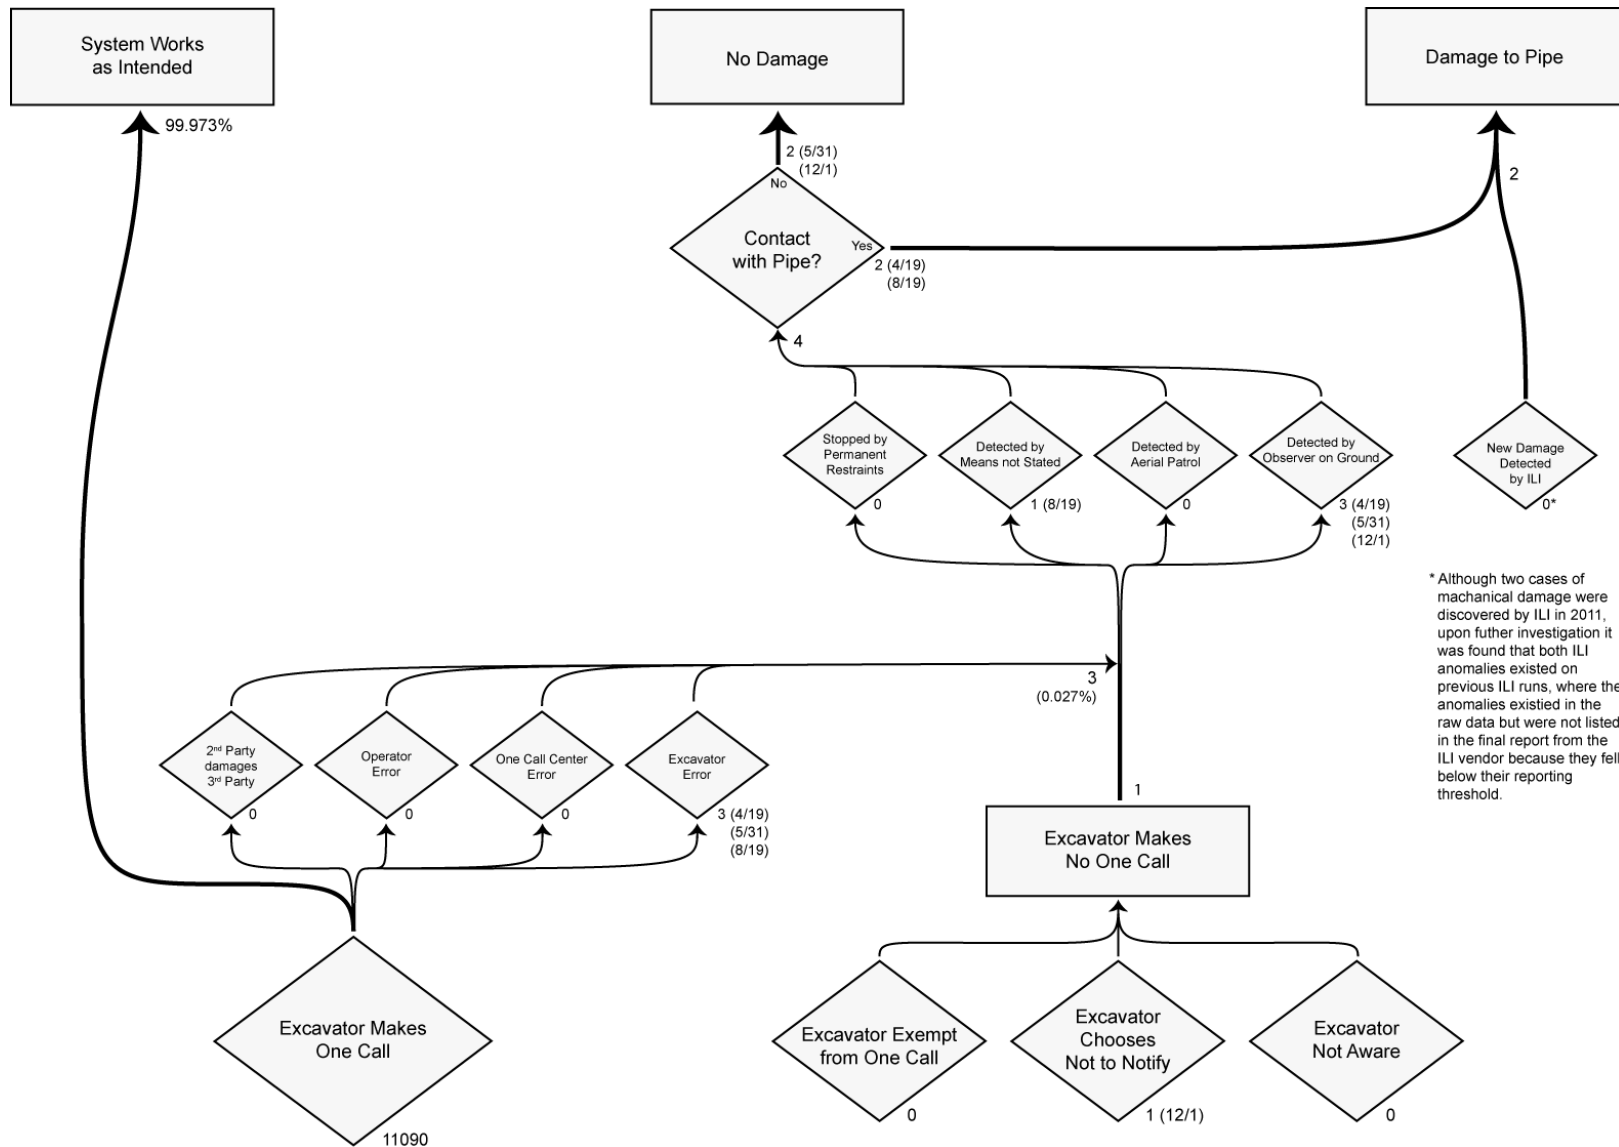 System Works
as Intended
No Damage
Damage to Pipe
99.973%
2 (5/31)
(12/1)
No
Contact
with Pipe?
Yes
2 (4/19)
(8/19)
2
4
Stopped by
Permanent
Restraints
0
Detected by
Means not Stated
1 (8/19)
Detected by
Aerial Patrol
0
Detected by
Observer on Ground
3 (4/19)
(5/31)
(12/1)
New Damage
Detected
by ILI
0*
* Although two cases of
machanical damage were
discovered by ILI in 2011,
upon futher investigation it
was found that both ILI
anomalies existed on
previous ILI runs, where the
anomalies existied in the
raw data but were not listed
in the final report from the
ILI vendor because they fell
below their reporting
threshold.
3
(0.027%)
2nd Party
damages
3rd Party
0
Operator
Error
0
One Call Center
Error
0
Excavator
Error
3 (4/19)
(5/31)
(8/19)
1
Excavator Makes
No One Call
Excavator Makes
One Call
11090
Excavator Exempt
from One Call
0
Excavator
Chooses
Not to Notify
1 (12/1)
Excavator
Not Aware
0